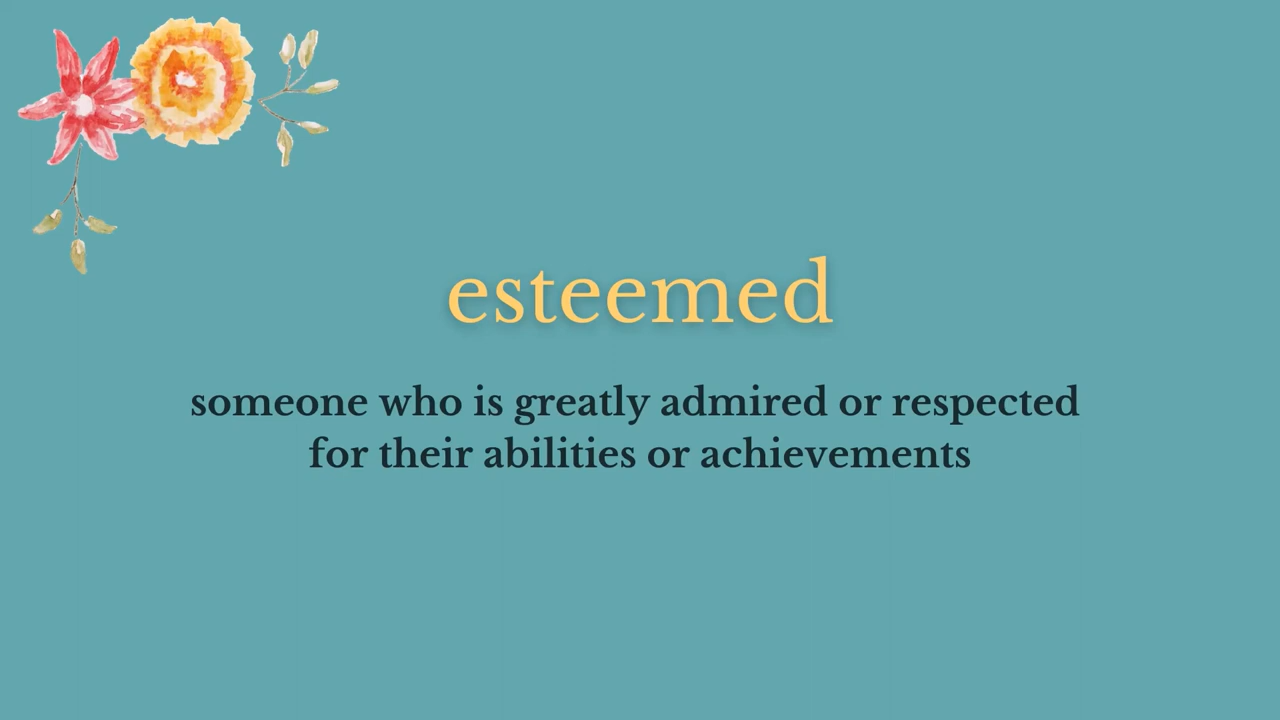 esteemed
someone who is greatly admired or respected
for their abilities or achievements